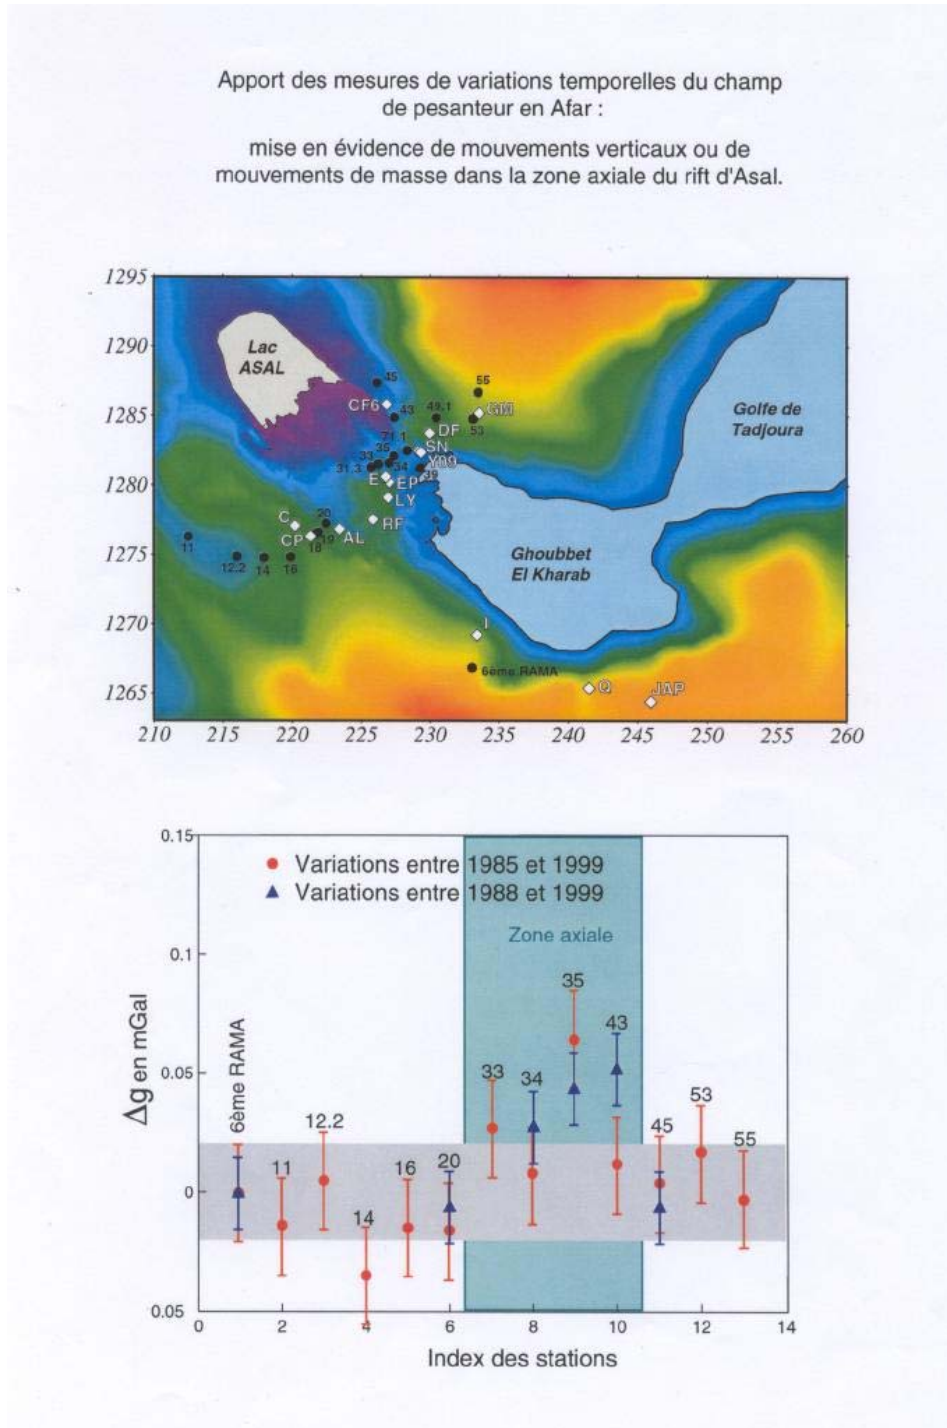 Apport des mesures de variations temporelles du champ
de pesanteur en Afar :
mise en évidence de mouvements verticaux ou de
mouvements de masse dans la zone axiale du rift d'Asal.
1295
1290
1285
1280
1275
1270
1265
Lac
ASAL
45
55
CF6
43
49.1
GM
53
DF
71.1
SN
35
33
Y89
31.3
34
39
E
EP
LY
20
C
RF
11
CP
18
19
AL
12.2
14
16
I
6ème RAMA
Q
JAP
Golfe de
Tadjoura
Ghoubbet
El Kharab
210 215 220 225 230 235 240 245 250 255 260
0.15
0.1
0.05
0
0.05
Δg en mGal
Variations entre 1985 et 1999
Variations entre 1988 et 1999
Zone axiale
6ème RAMA
11
12.2
14
16
20
33
34
35
43
45
53
55
0 2 4 6 8 10 12 14
Index des stations